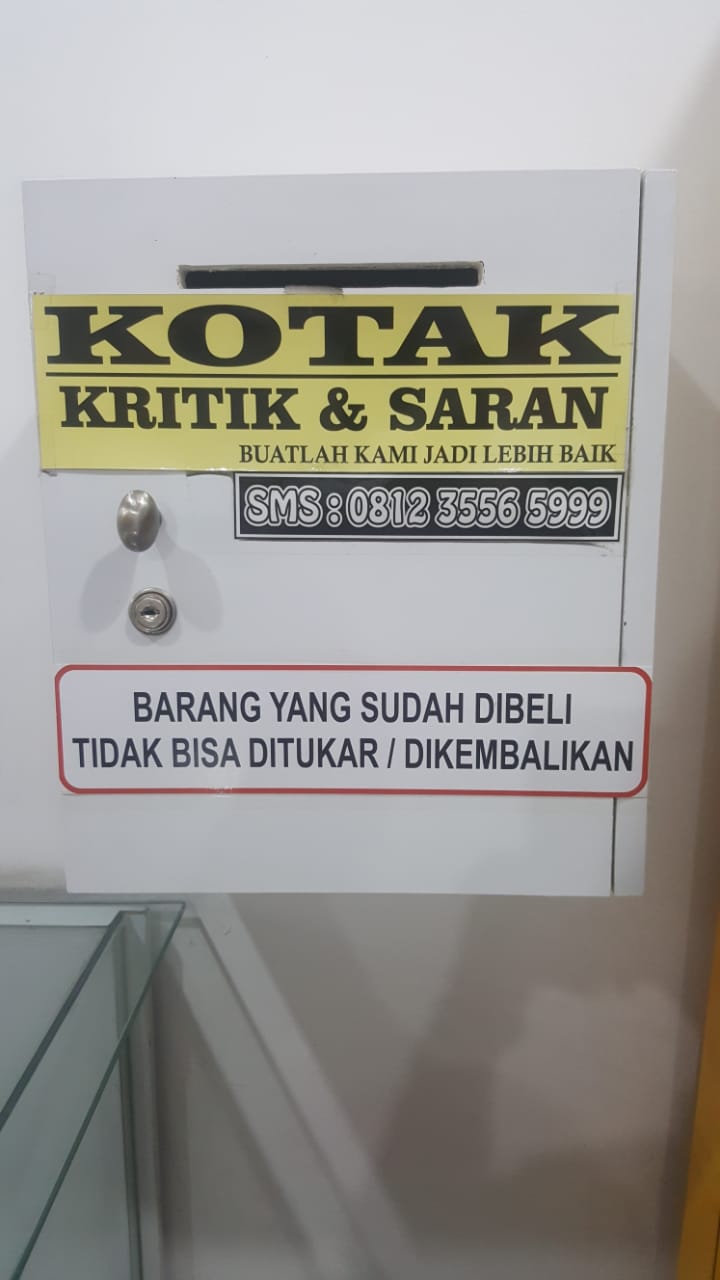 KOTAK
KRITIK & SARAN
BUATLAH KAMI JADI LEBIH BAIK
SMS : 0812 3556 5999
BARANG YANG SUDAH DIBELI
TIDAK BISA DITUKAR / DIKEMBALIKAN